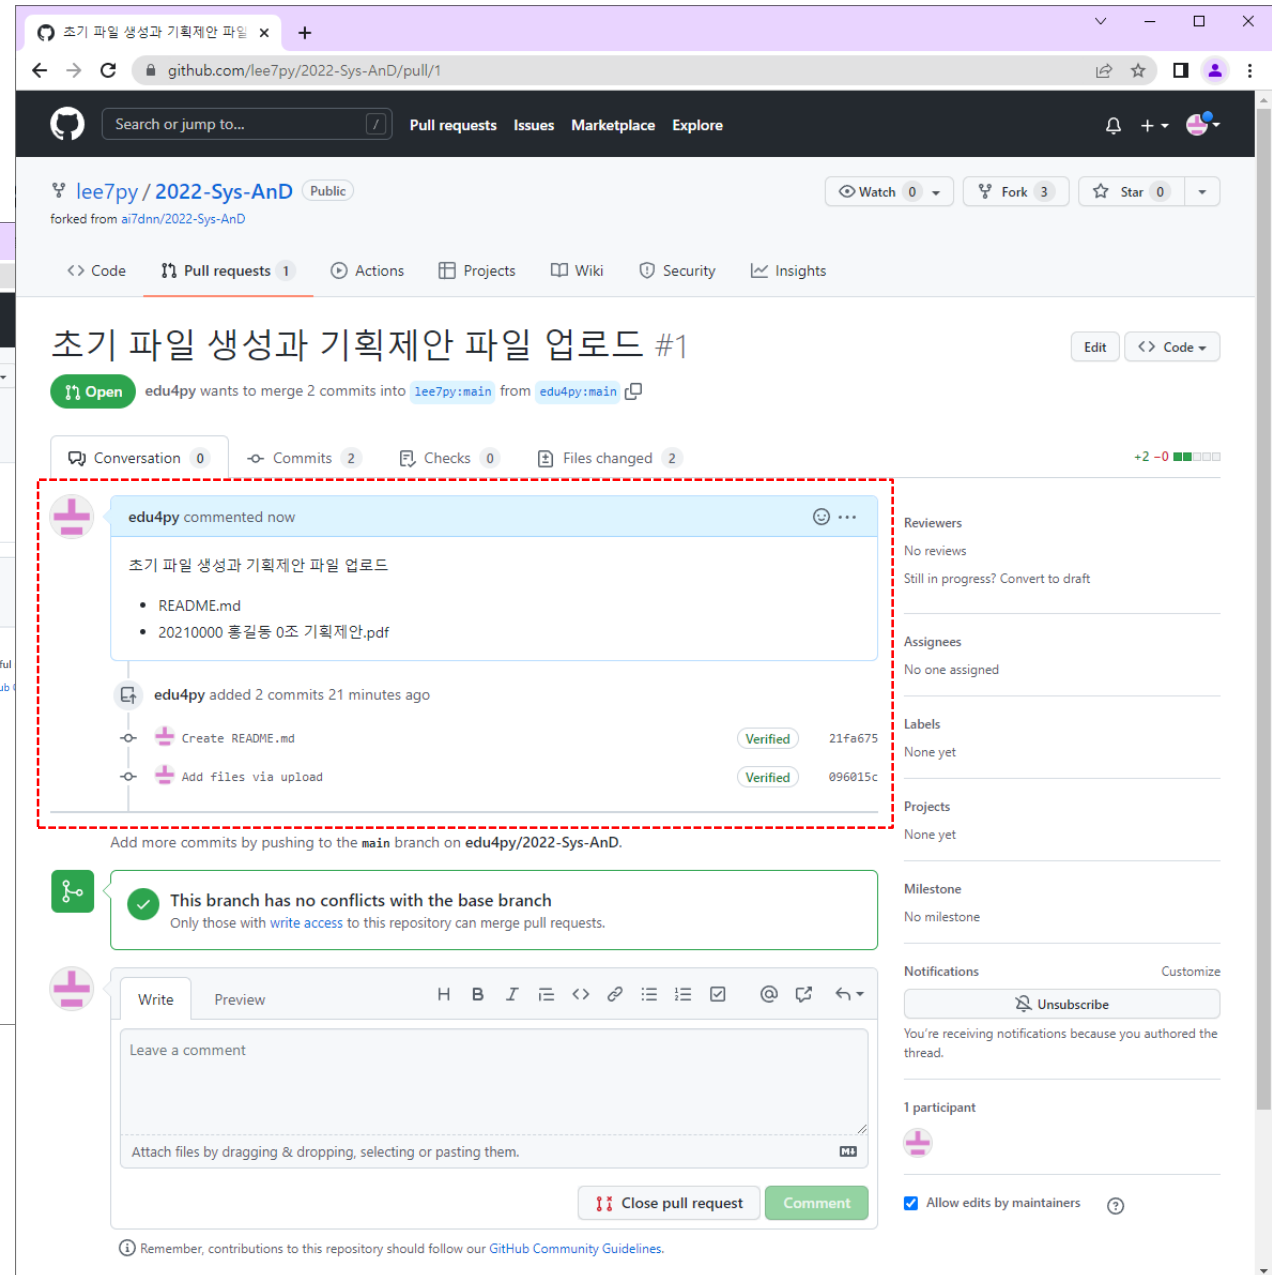 초기 파일 생성과 기획제안 파일
github.com/lee7py/2022-Sys-AnD/pull/1
Search or jump to... / Pull requests Issues Marketplace Explore
lee7py / 2022-Sys-AnD Public Watch 0 Fork 3 Star 0
forked from ai7dnn/2022-Sys-AnD
Code Pull requests 1 Actions Projects Wiki Security Insights
초기 파일 생성과 기획제안 파일 업로드 #1 Edit Code
Open edu4py wants to merge 2 commits into lee7py:main from edu4py:main
Conversation 0 Commits 2 Checks 0 Files changed 2 +2 −0
edu4py commented now
초기 파일 생성과 기획제안 파일 업로드
README.md
20210000 홍길동 0조 기획제안.pdf
edu4py added 2 commits 21 minutes ago
Create README.md Verified 21fa675
Add files via upload Verified 096015c
Add more commits by pushing to the main branch on edu4py/2022-Sys-AnD.
This branch has no conflicts with the base branch
Only those with write access to this repository can merge pull requests.
Write Preview
Leave a comment
Attach files by dragging & dropping, selecting or pasting them.
Close pull request Comment
Remember, contributions to this repository should follow our GitHub Community Guidelines.
Reviewers
No reviews
Still in progress? Convert to draft
Assignees
No one assigned
Labels
None yet
Projects
None yet
Milestone
No milestone
Notifications Customize
Unsubscribe
You're receiving notifications because you authored the
thread.
1 participant
Allow edits by maintainers